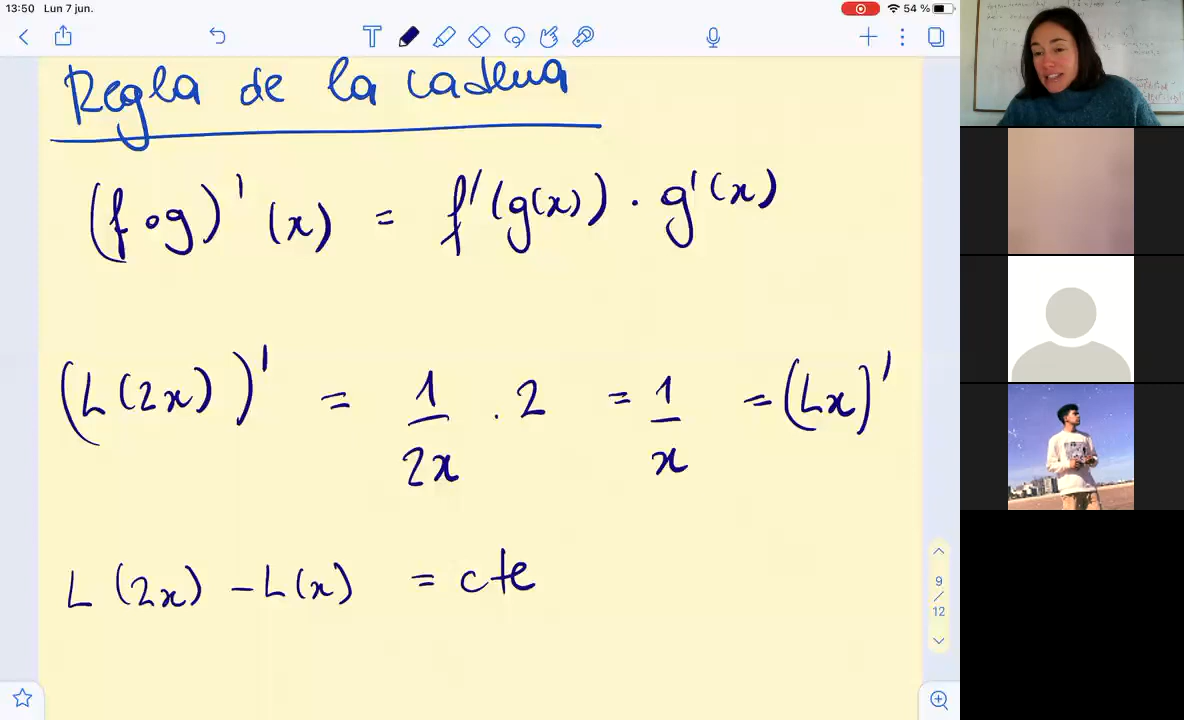 13:50 Lun 7 jun.
54 %
Regla de la cadena
(f o g)' (x) = f'(g(x)) . g'(x)
(L(2x))' = 1/2x . 2 = 1/x = (Lx)'
L(2x) - L(x) = cte
9
/
12